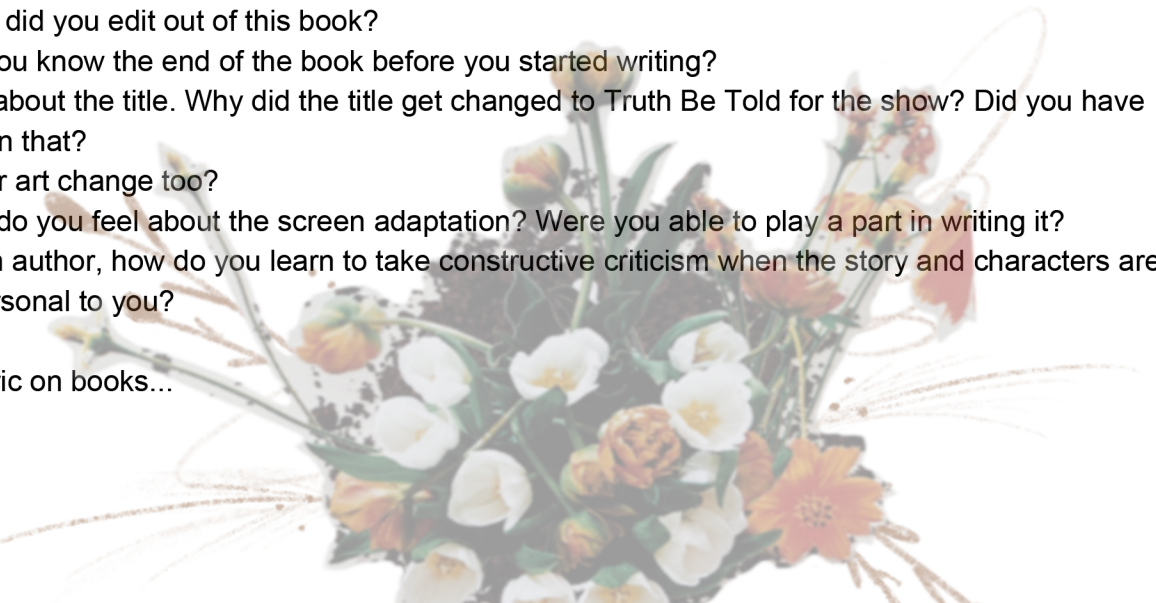 did you edit out of this book?
ou know the end of the book before you started writing?
about the title. Why did the title get changed to Truth Be Told for the show? Did you have
n that?
r art change too?
do you feel about the screen adaptation? Were you able to play a part in writing it?
author, how do you learn to take constructive criticism when the story and characters are
rsonal to you?
ric on books...